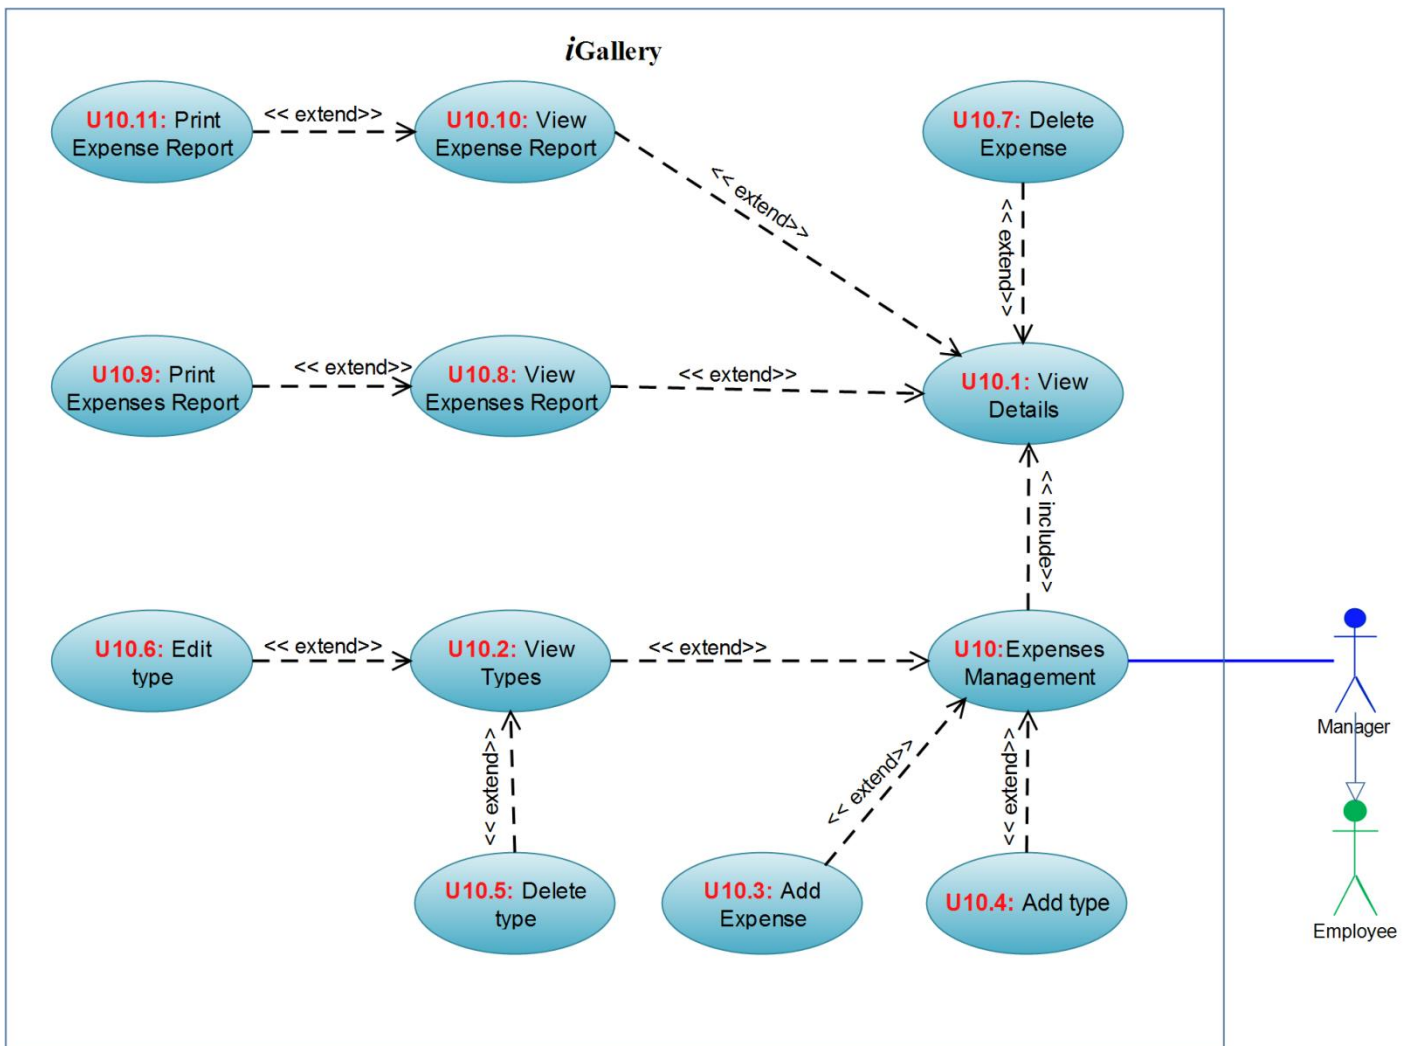 iGallery
U10.11: Print
Expense Report
<< extend>>
U10.10: View
Expense Report
<< extend>>
U10.7: Delete
Expense
<< extend>>
U10.9: Print
Expenses Report
<< extend>>
U10.8: View
Expenses Report
<< extend>>
U10.1: View
Details
<< include>>
U10.6: Edit
type
<< extend>>
U10.2: View
Types
<< extend>>
U10:Expenses
Management
Manager
<< extend>>
<< extend>>
<< extend>>
U10.5: Delete
type
U10.3: Add
Expense
U10.4: Add type
Employee